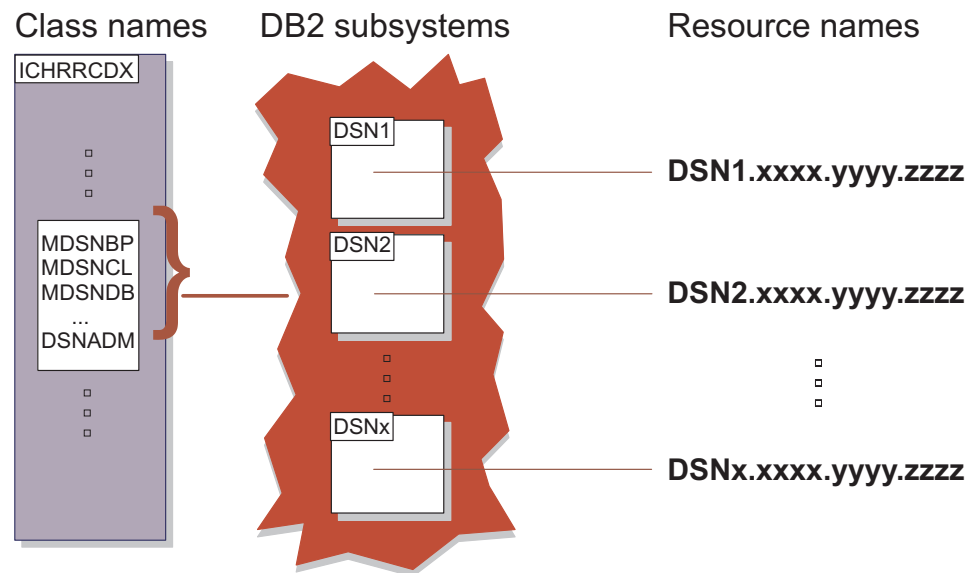 Class names
DB2 subsystems
Resource names
ICHRRCDX
MDSNBP
MDSNCL
MDSNDB
...
DSNADM
DSN1
DSN1.xxxx.yyyy.zzzz
DSN2
DSN2.xxxx.yyyy.zzzz
DSNx
DSNx.xxxx.yyyy.zzzz